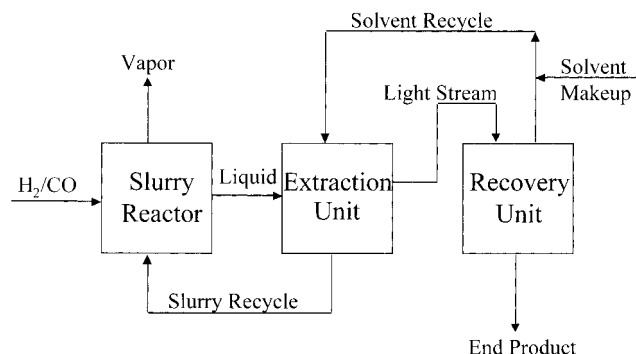 Solvent Recycle
Vapor
Solvent
Makeup
Light Stream
H₂/CO
Slurry
Reactor
Liquid
Extraction
Unit
Recovery
Unit
Slurry Recycle
End Product